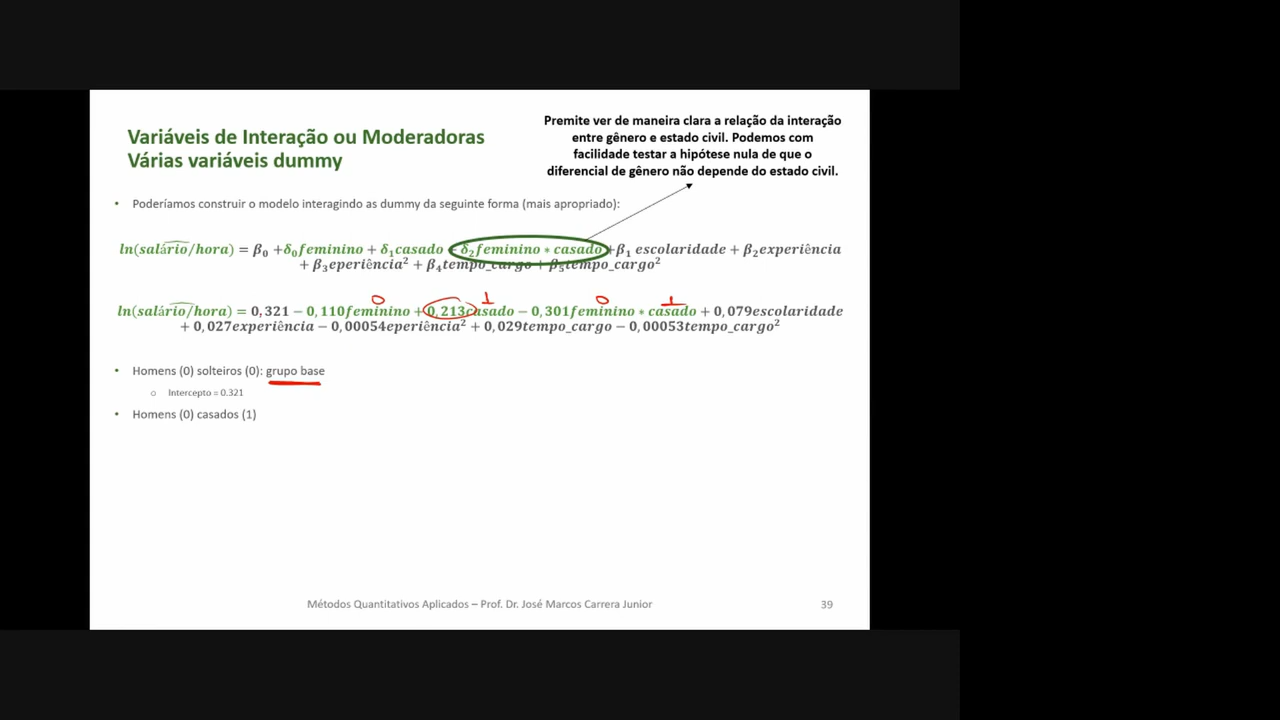 Variáveis de Interação ou Moderadoras
Várias variáveis dummy
Premite ver de maneira clara a relação da interação
entre gênero e estado civil. Podemos com
facilidade testar a hipótese nula de que o
diferencial de gênero não depende do estado civil.
• Poderíamos construir o modelo interagindo as dummy da seguinte forma (mais apropriado):
ln(salário/hora) = β₀ +δ₀feminino + δ₁casado + δ₂feminino ∗ casado +β₁ escolaridade + β₂experiência
+ β₃eperiência² + β₄tempo_cargo + β₅tempo_cargo²
0 1 0 1
ln(salário/hora) = 0,321 − 0,110feminino + 0,213casado − 0,301feminino ∗ casado + 0,079escolaridade
+ 0,027experiência − 0,00054eperiência² + 0,029tempo_cargo − 0,00053tempo_cargo²
• Homens (0) solteiros (0): grupo base
o Intercepto = 0.321
• Homens (0) casados (1)
Métodos Quantitativos Aplicados – Prof. Dr. José Marcos Carrera Junior 39